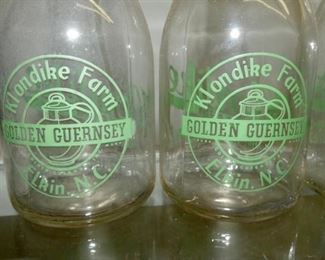 Klondike Farm
GOLDEN GUERNSEY
Elkin, N.C.
Klondike Farm
GOLDEN GUERNSEY
Elkin, N.C.